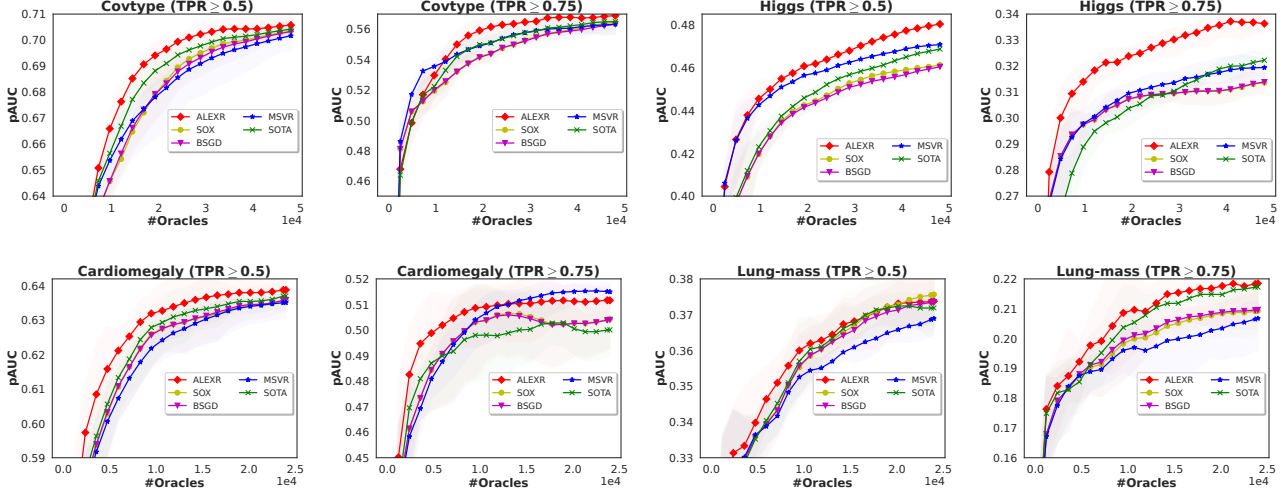 Covtype (TPR ≥ 0.5)
0.71
0.70
0.69
0.68
0.67
0.66
0.65
0.64
pAUC
ALEXR
SOX
BSGD
MSVR
SOTA
0 1 2 3 4 5
#Oracles
1e4
Covtype (TPR ≥ 0.75)
0.56
0.54
0.52
0.50
0.48
0.46
pAUC
ALEXR
SOX
BSGD
MSVR
SOTA
0 1 2 3 4 5
#Oracles
1e4
Higgs (TPR ≥ 0.5)
0.48
0.46
0.44
0.42
0.40
pAUC
ALEXR
SOX
BSGD
MSVR
SOTA
0 1 2 3 4 5
#Oracles
1e4
Higgs (TPR ≥ 0.75)
0.34
0.33
0.32
0.31
0.30
0.29
0.28
0.27
pAUC
ALEXR
SOX
BSGD
MSVR
SOTA
0 1 2 3 4 5
#Oracles
1e4
Cardiomegaly (TPR ≥ 0.5)
0.64
0.63
0.62
0.61
0.60
0.59
pAUC
ALEXR
SOX
BSGD
MSVR
SOTA
0.0 0.5 1.0 1.5 2.0 2.5
#Oracles
1e4
Cardiomegaly (TPR ≥ 0.75)
0.52
0.51
0.50
0.49
0.48
0.47
0.46
0.45
pAUC
ALEXR
SOX
BSGD
MSVR
SOTA
0.0 0.5 1.0 1.5 2.0 2.5
#Oracles
1e4
Lung-mass (TPR ≥ 0.5)
0.38
0.37
0.36
0.35
0.34
0.33
pAUC
ALEXR
SOX
BSGD
MSVR
SOTA
0.0 0.5 1.0 1.5 2.0 2.5
#Oracles
1e4
Lung-mass (TPR ≥ 0.75)
0.22
0.21
0.20
0.19
0.18
0.17
0.16
pAUC
ALEXR
SOX
BSGD
MSVR
SOTA
0.0 0.5 1.0 1.5 2.0 2.5
#Oracles
1e4